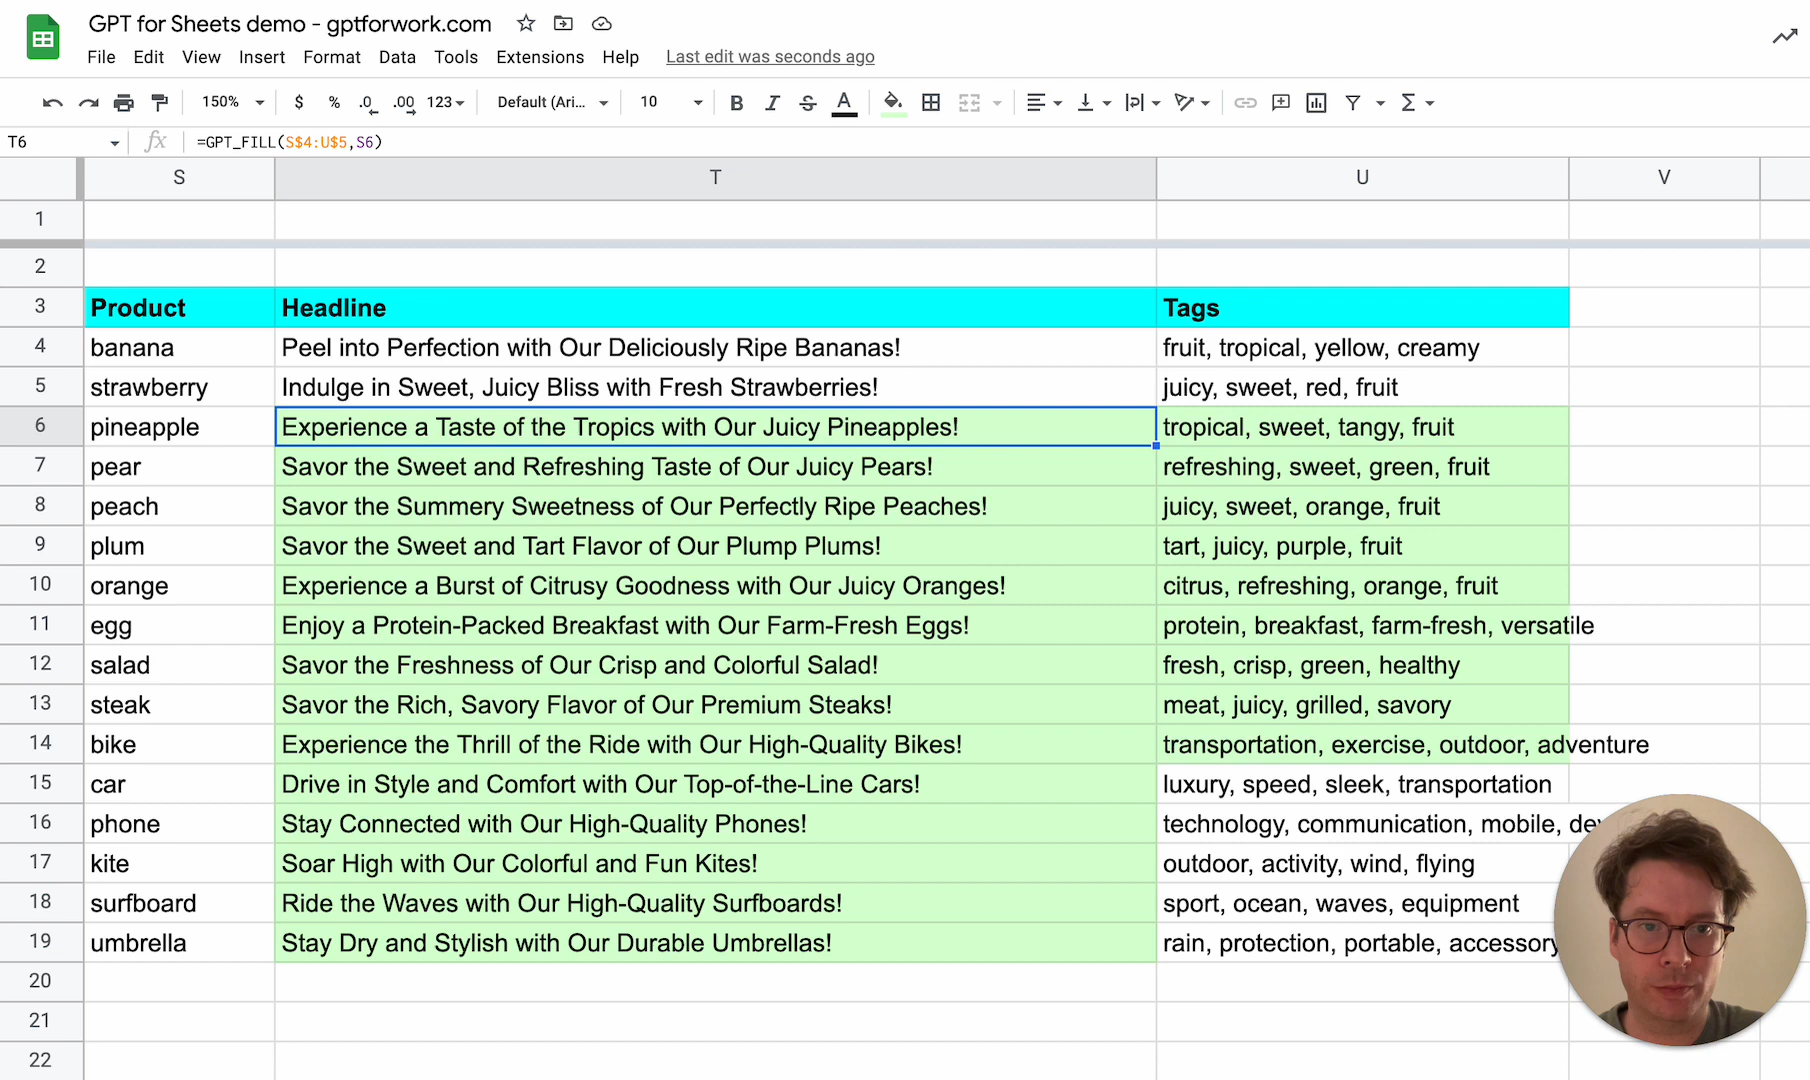 GPT for Sheets demo - gptforwork.com
File Edit View Insert Format Data Tools Extensions Help Last edit was seconds ago
150% $ % .0 .00 123 Default (Ari... 10 B I S A
T6 fx =GPT_FILL(S$4:U$5,S6)
S T U V
1
2
3 Product Headline Tags
4 banana Peel into Perfection with Our Deliciously Ripe Bananas! fruit, tropical, yellow, creamy
5 strawberry Indulge in Sweet, Juicy Bliss with Fresh Strawberries! juicy, sweet, red, fruit
6 pineapple Experience a Taste of the Tropics with Our Juicy Pineapples! tropical, sweet, tangy, fruit
7 pear Savor the Sweet and Refreshing Taste of Our Juicy Pears! refreshing, sweet, green, fruit
8 peach Savor the Summery Sweetness of Our Perfectly Ripe Peaches! juicy, sweet, orange, fruit
9 plum Savor the Sweet and Tart Flavor of Our Plump Plums! tart, juicy, purple, fruit
10 orange Experience a Burst of Citrusy Goodness with Our Juicy Oranges! citrus, refreshing, orange, fruit
11 egg Enjoy a Protein-Packed Breakfast with Our Farm-Fresh Eggs! protein, breakfast, farm-fresh, versatile
12 salad Savor the Freshness of Our Crisp and Colorful Salad! fresh, crisp, green, healthy
13 steak Savor the Rich, Savory Flavor of Our Premium Steaks! meat, juicy, grilled, savory
14 bike Experience the Thrill of the Ride with Our High-Quality Bikes! transportation, exercise, outdoor, adventure
15 car Drive in Style and Comfort with Our Top-of-the-Line Cars! luxury, speed, sleek, transportation
16 phone Stay Connected with Our High-Quality Phones! technology, communication, mobile,
17 kite Soar High with Our Colorful and Fun Kites! outdoor, activity, wind, flying
18 surfboard Ride the Waves with Our High-Quality Surfboards! sport, ocean, waves, equipment
19 umbrella Stay Dry and Stylish with Our Durable Umbrellas! rain, protection, portable, accessory
20
21
22